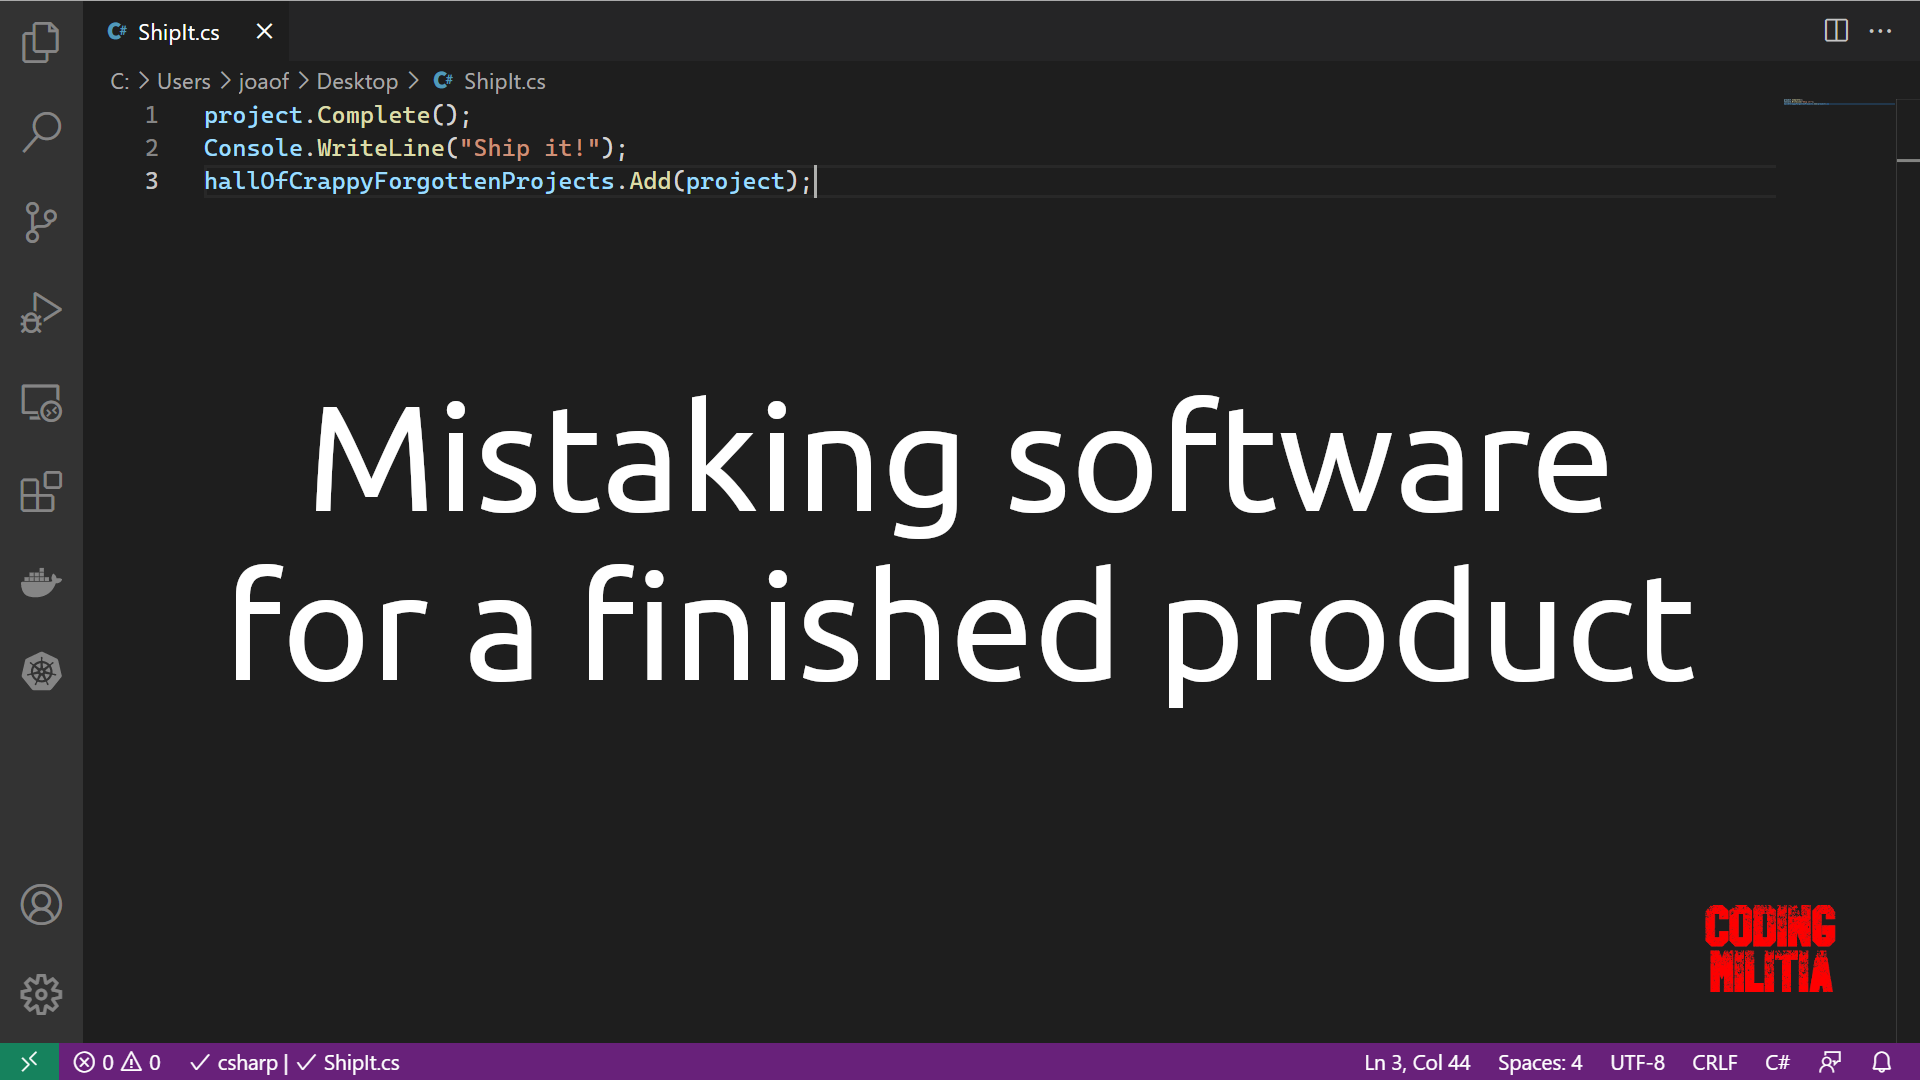 ShipIt.cs
C: > Users > joaof > Desktop > ShipIt.cs
1 project.Complete();
2 Console.WriteLine("Ship it!");
3 hallOfCrappyForgottenProjects.Add(project);
Mistaking software
for a finished product
CODING
MILITIA
0 0 csharp | ShipIt.cs Ln 3, Col 44 Spaces: 4 UTF-8 CRLF C#